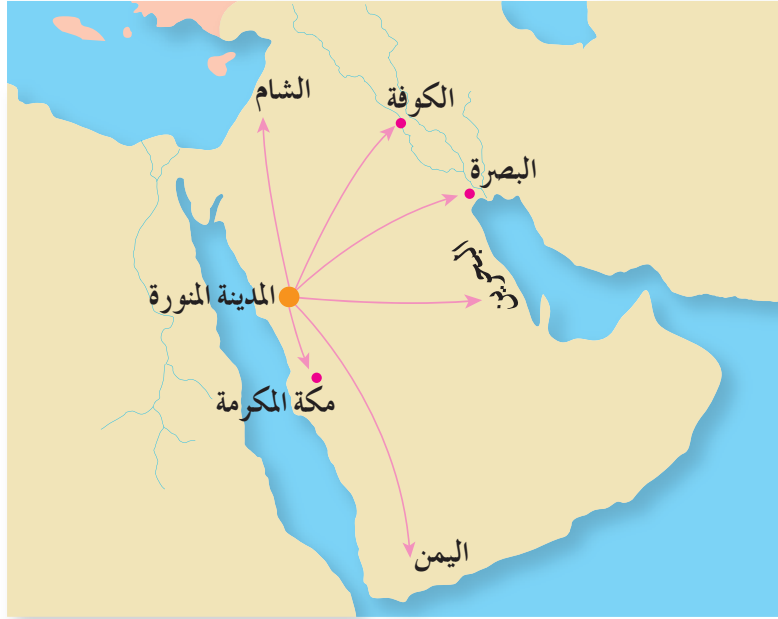 الشام
الكوفة
البصرة
البحرين
المدينة المنورة
مكة المكرمة
اليمن